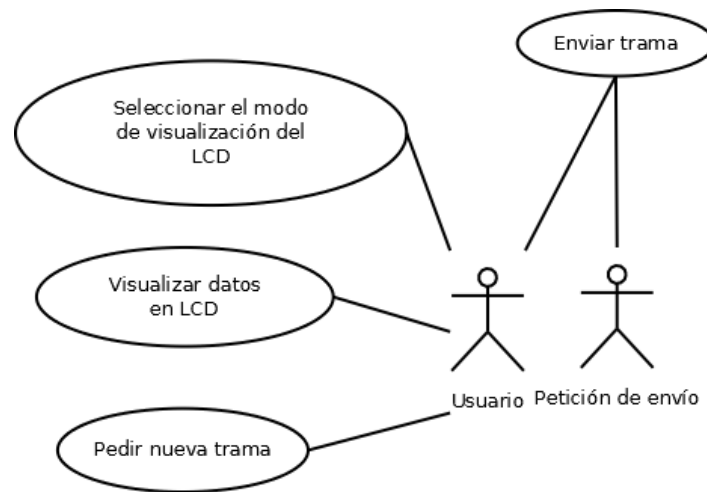 Enviar trama
Seleccionar el modo
de visualización del
LCD
Visualizar datos
en LCD
Usuario
Petición de envío
Pedir nueva trama